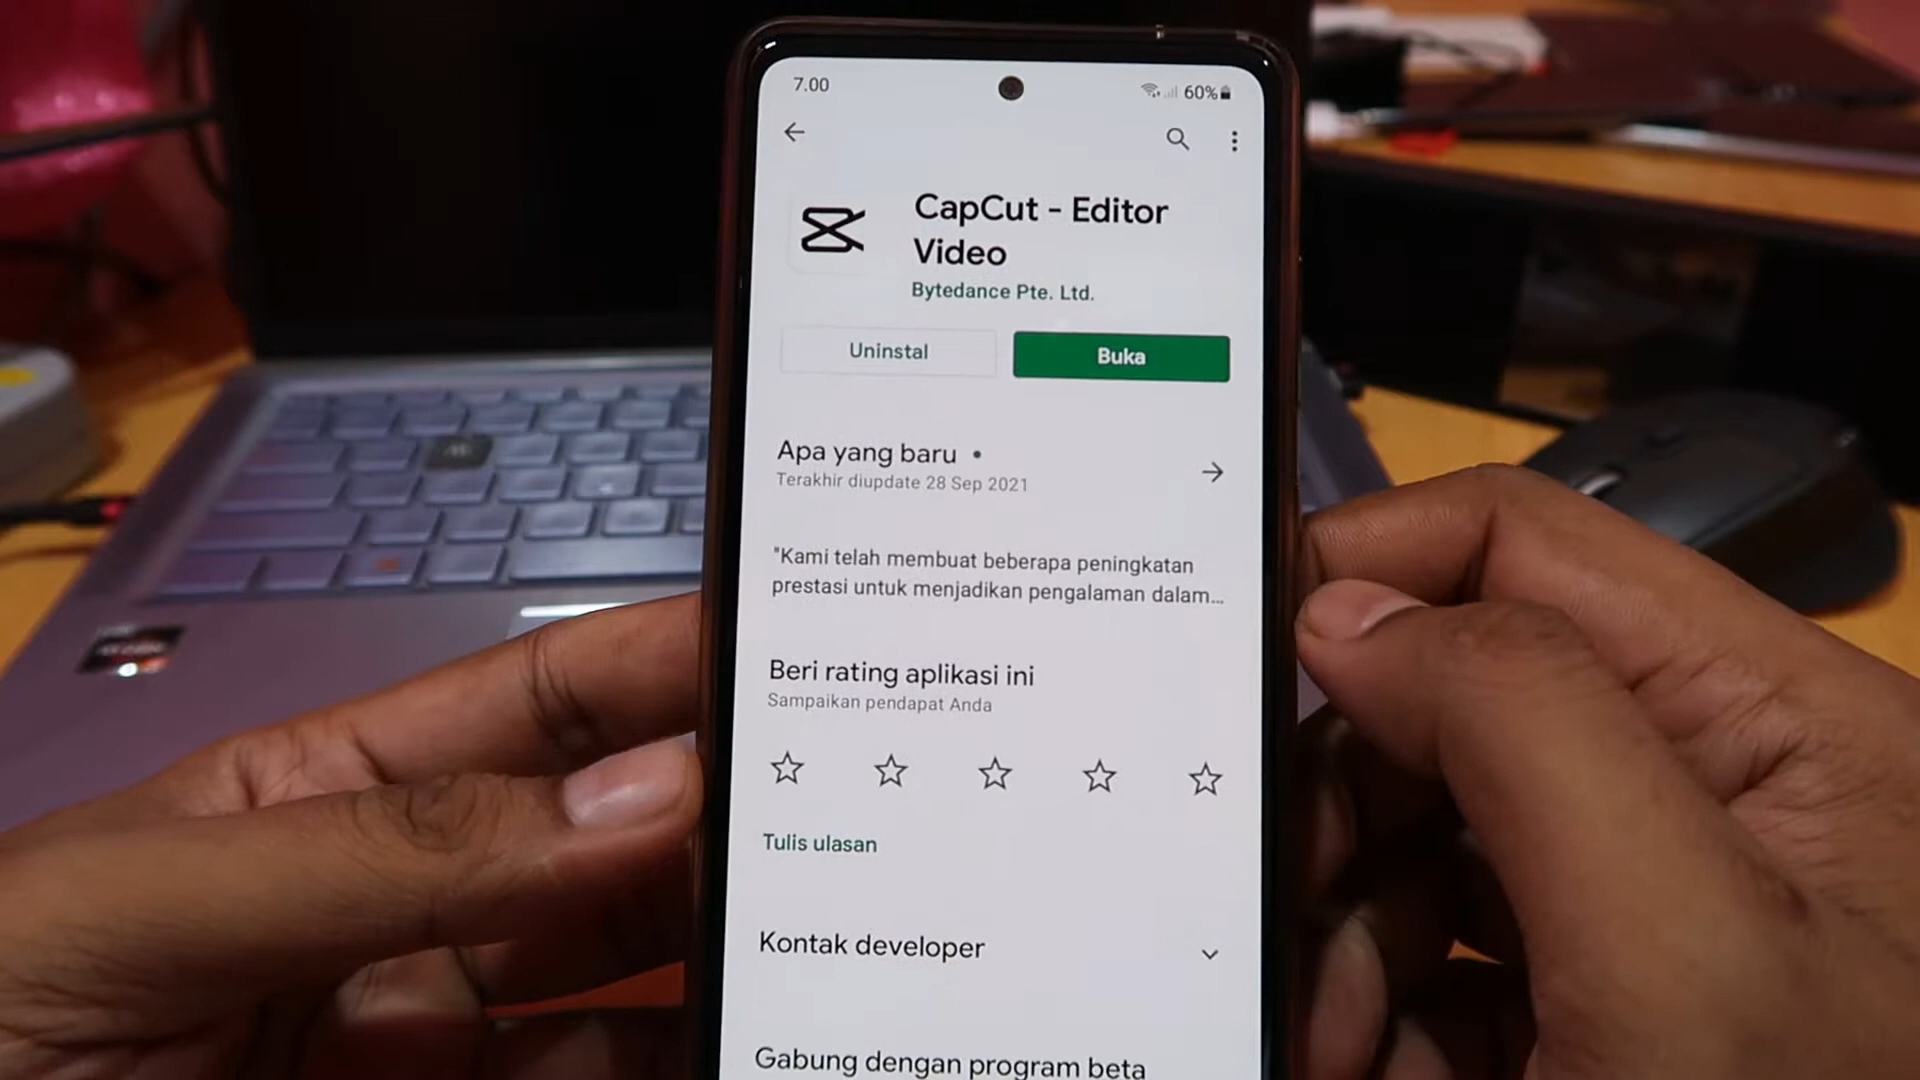 7.00
60%
CapCut - Editor
Video
Bytedance Pte. Ltd.
Uninstal
Buka
Apa yang baru •
Terakhir diupdate 28 Sep 2021
"Kami telah membuat beberapa peningkatan
prestasi untuk menjadikan pengalaman dalam...
Beri rating aplikasi ini
Sampaikan pendapat Anda
Tulis ulasan
Kontak developer
Gabung dengan program beta